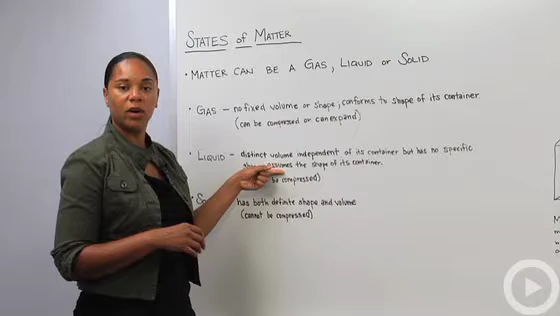 States of Matter
• Matter can be a Gas, Liquid or Solid
• Gas – no fixed volume or shape, conforms to shape of its container
(can be compressed or can expand)
• Liquid – distinct volume independent of its container but has no specific
assumes the shape of its container.
be compressed)
• has both definite shape and volume
(cannot be compressed)